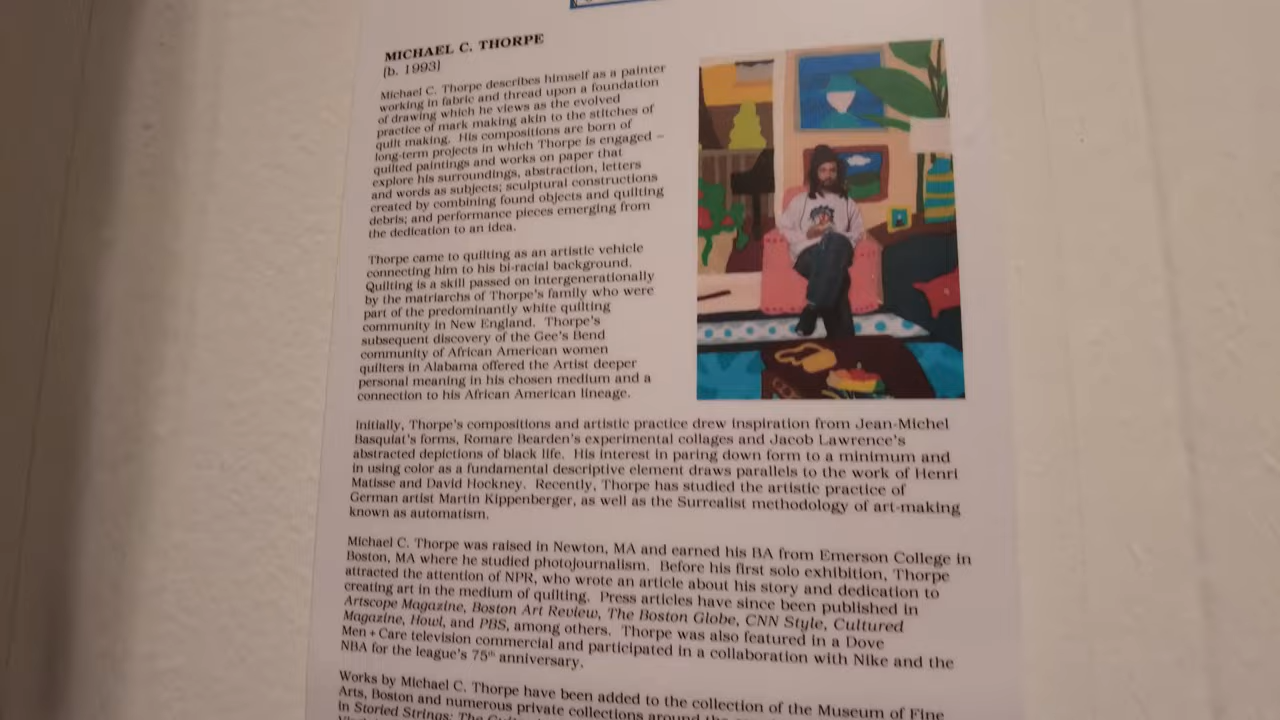 MICHAEL C. THORPE
[b. 1993]
Michael C. Thorpe describes himself as a painter
working in fabric and thread upon a foundation
of drawing which he views as the evolved
practice of mark making akin to the stitches of
quilt making. His compositions are born of
long-term projects in which Thorpe is engaged –
quilted paintings and works on paper that
explore his surroundings, abstraction, letters
and words as subjects; sculptural constructions
created by combining found objects and quilting
debris; and performance pieces emerging from
the dedication to an idea.
Thorpe came to quilting as an artistic vehicle
connecting him to his bi-racial background.
Quilting is a skill passed on intergenerationally
by the matriarchs of Thorpe's family who were
part of the predominantly white quilting
community in New England. Thorpe's
subsequent discovery of the Gee's Bend
community of African American women
quilters in Alabama offered the Artist deeper
personal meaning in his chosen medium and a
connection to his African American lineage.
Initially, Thorpe's compositions and artistic practice drew inspiration from Jean-Michel
Basquiat's forms, Romare Bearden's experimental collages and Jacob Lawrence's
abstracted depictions of black life. His interest in paring down form to a minimum and
in using color as a fundamental descriptive element draws parallels to the work of Henri
Matisse and David Hockney. Recently, Thorpe has studied the artistic practice of
German artist Martin Kippenberger, as well as the Surrealist methodology of art-making
known as automatism.
Michael C. Thorpe was raised in Newton, MA and earned his BA from Emerson College in
Boston, MA where he studied photojournalism. Before his first solo exhibition, Thorpe
attracted the attention of NPR, who wrote an article about his story and dedication to
creating art in the medium of quilting. Press articles have since been published in
Artscope Magazine, Boston Art Review, The Boston Globe, CNN Style, Cultured
Magazine, Howl, and PBS, among others. Thorpe was also featured in a Dove
Men + Care television commercial and participated in a collaboration with Nike and the
NBA for the league's 75th anniversary.
Works by Michael C. Thorpe have been added to the collection of the Museum of Fine
Arts, Boston and numerous private collections around the
in Storied Strings: The